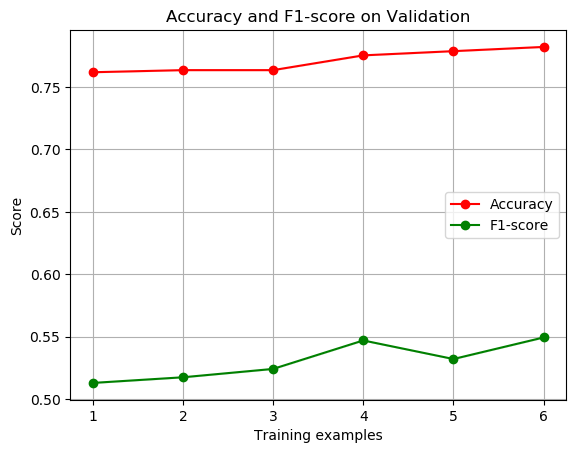 Accuracy and F1-score on Validation
Score
0.75
0.70
0.65
0.60
0.55
0.50
Accuracy
F1-score
1 2 3 4 5 6
Training examples